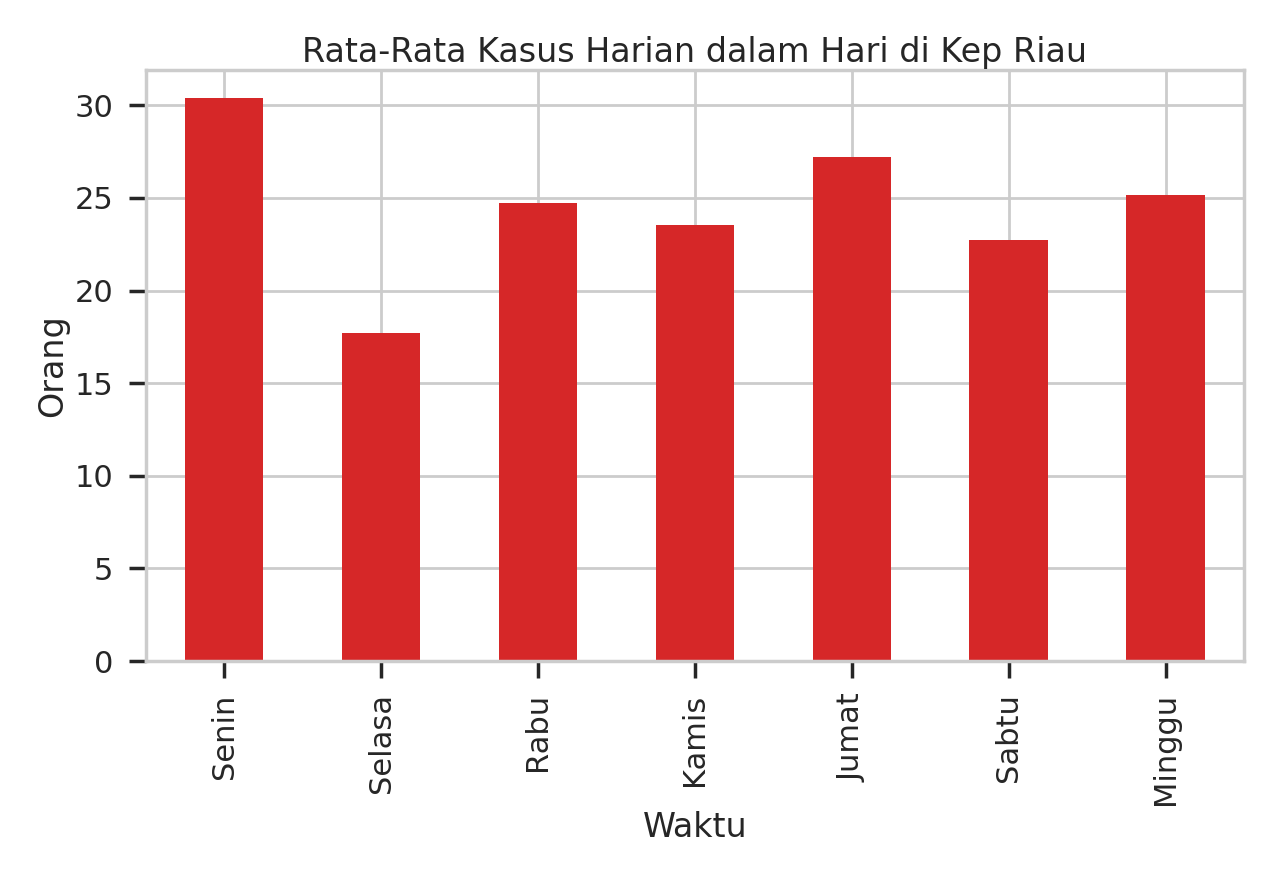 Rata-Rata Kasus Harian dalam Hari di Kep Riau
30
25
20
15
10
5
0
Orang
Senin
Selasa
Rabu
Kamis
Jumat
Sabtu
Minggu
Waktu